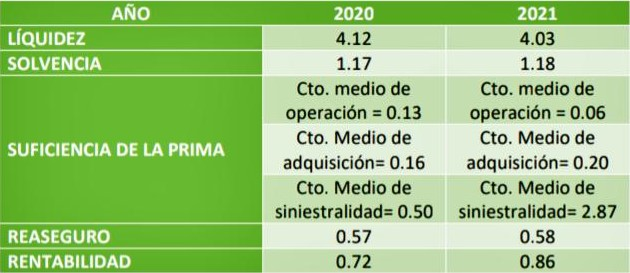 AÑO 2020 2021
LÍQUIDEZ 4.12 4.03
SOLVENCIA 1.17 1.18
SUFICIENCIA DE LA PRIMA
Cto. medio de Cto. medio de
operación = 0.13 operación = 0.06
Cto. Medio de Cto. Medio de
adquisición= 0.16 adquisición= 0.20
Cto. Medio de Cto. Medio de
siniestralidad= 0.50 siniestralidad= 2.87
REASEGURO 0.57 0.58
RENTABILIDAD 0.72 0.86